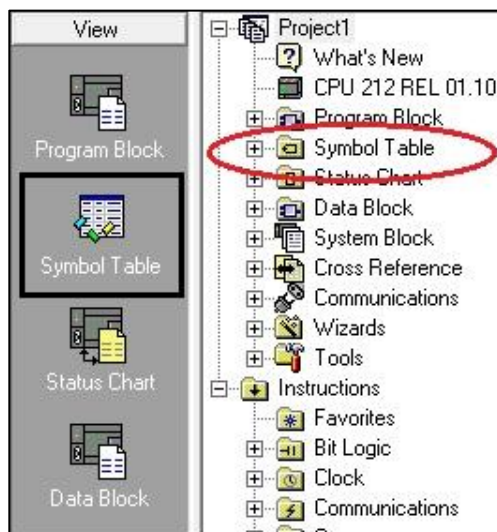 View
Program Block
Symbol Table
Status Chart
Data Block
Project1
What's New
CPU 212 REL 01.10
Program Block
Symbol Table
Status Chart
Data Block
System Block
Cross Reference
Communications
Wizards
Tools
Instructions
Favorites
Bit Logic
Clock
Communications